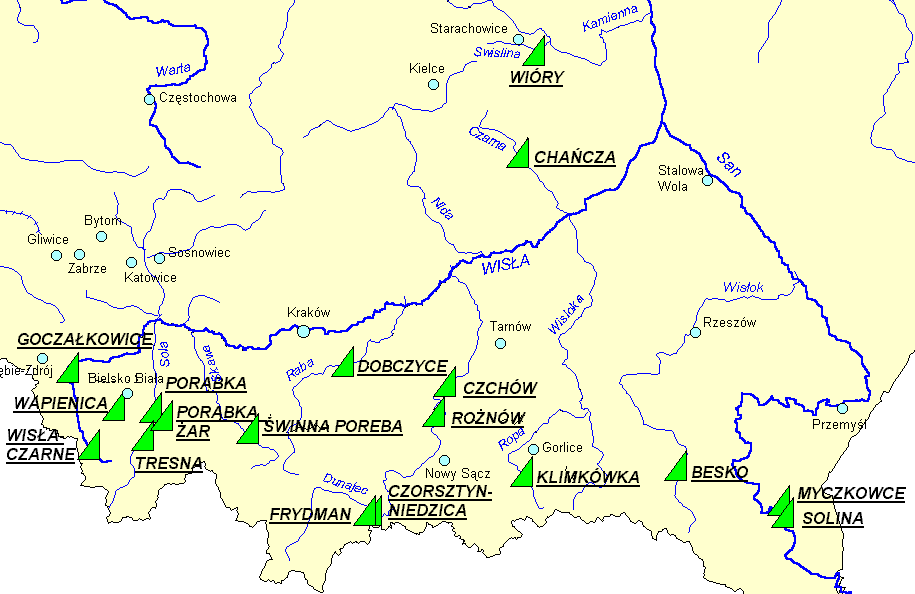 Kamienna
Starachowice
Swislina
WIÓRY
Kielce
Warta
Częstochowa
Czarna
CHAŃCZA
San
Stalowa
Wola
Nida
Bytom
Gliwice
Zabrze
Sosnowiec
Katowice
WISŁA
Wisłok
Kraków
Tarnów
Wisłoka
Rzeszów
GOCZAŁKOWICE
Soła
Skawa
Raba
DOBCZYCE
Bielsko Biała
PORĄBKA
CZCHÓW
WAPIENICA
PORĄBKA
ŻAR
ŚWINNA PORĘBA
ROŻNÓW
Przemyśl
WISŁA-
CZARNE
TRESNA
Ropa
Gorlice
Nowy Sącz
KLIMKÓWKA
BESKO
Dunajec
CZORSZTYN-
NIEDZICA
FRYDMAN
MYCZKOWCE
SOLINA